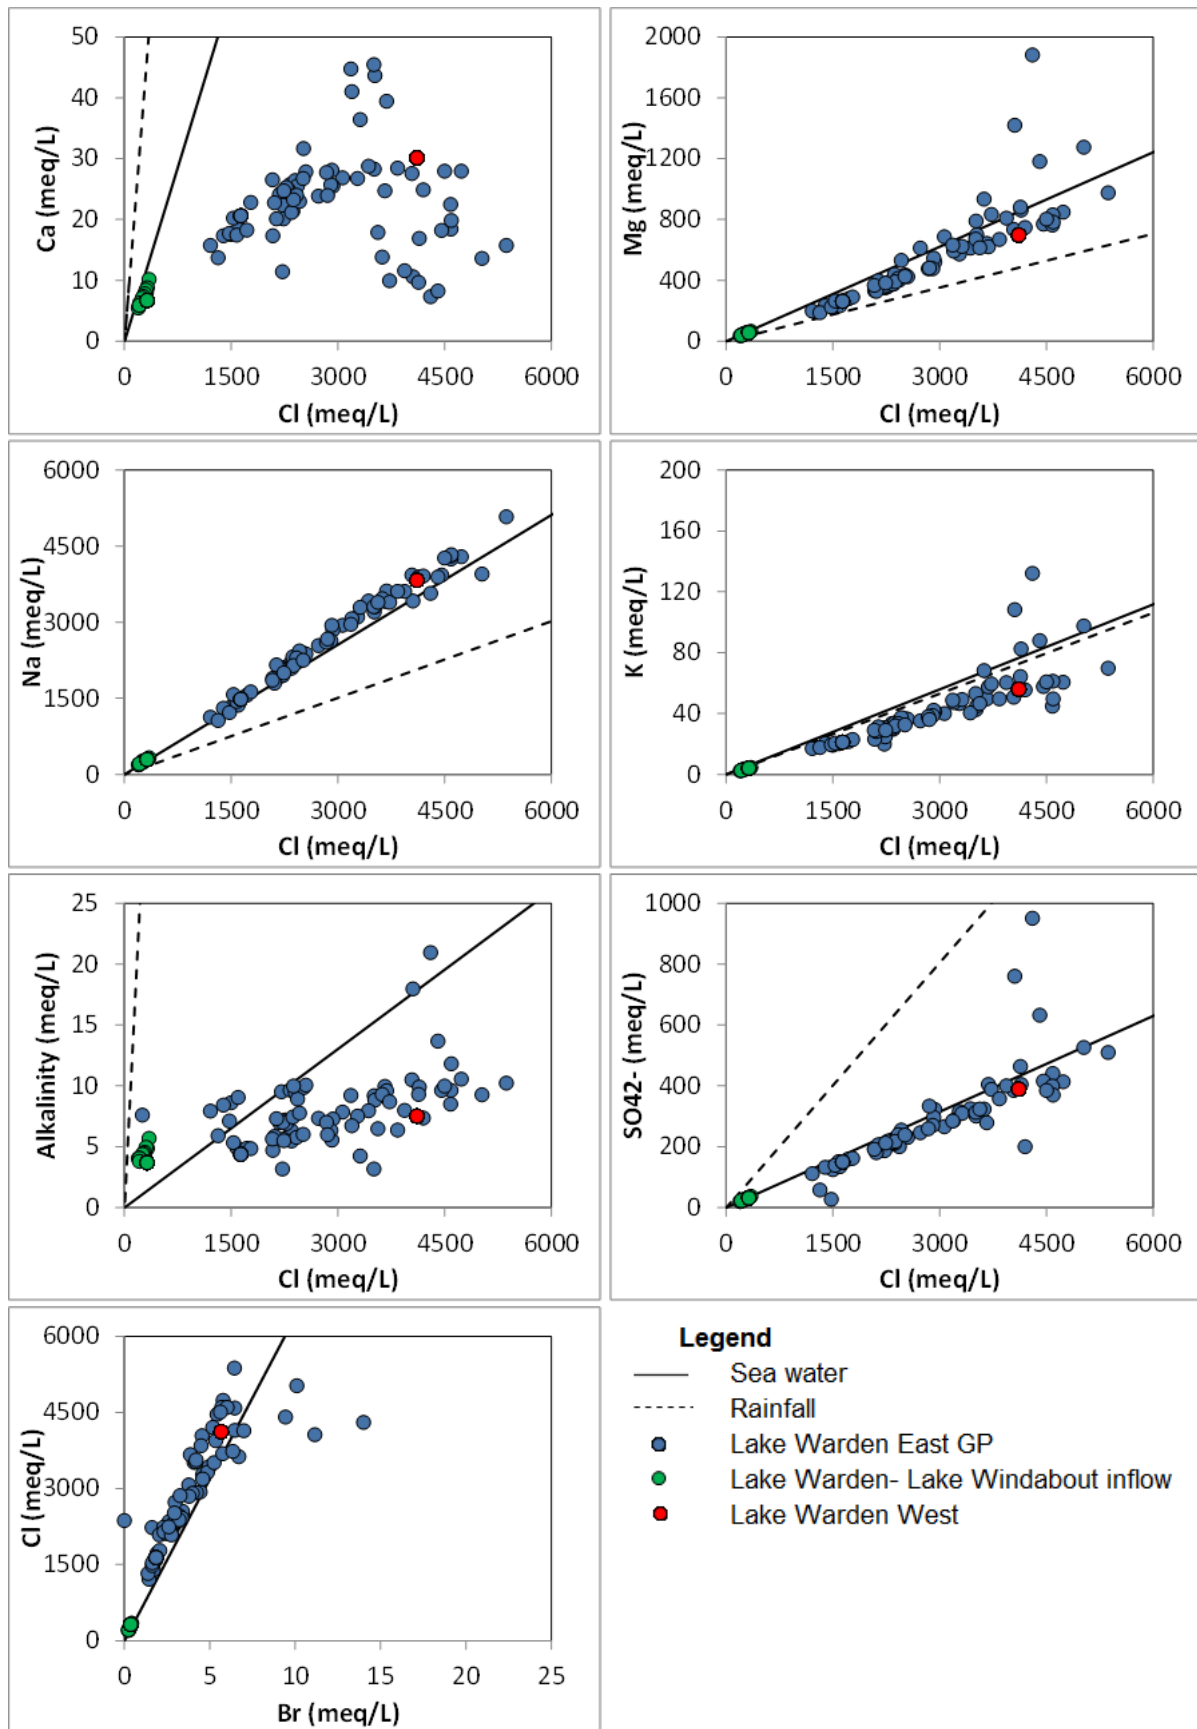 50
40
30
20
10
0
Ca (meq/L)
0 1500 3000 4500 6000
Cl (meq/L)
2000
1600
1200
800
400
0
Mg (meq/L)
0 1500 3000 4500 6000
Cl (meq/L)
6000
4500
3000
1500
0
Na (meq/L)
0 1500 3000 4500 6000
Cl (meq/L)
200
160
120
80
40
0
K (meq/L)
0 1500 3000 4500 6000
Cl (meq/L)
25
20
15
10
5
0
Alkalinity (meq/L)
0 1500 3000 4500 6000
Cl (meq/L)
1000
800
600
400
200
0
SO42- (meq/L)
0 1500 3000 4500 6000
Cl (meq/L)
6000
4500
3000
1500
0
Cl (meq/L)
0 5 10 15 20 25
Br (meq/L)
Legend
Sea water
Rainfall
Lake Warden East GP
Lake Warden- Lake Windabout inflow
Lake Warden West